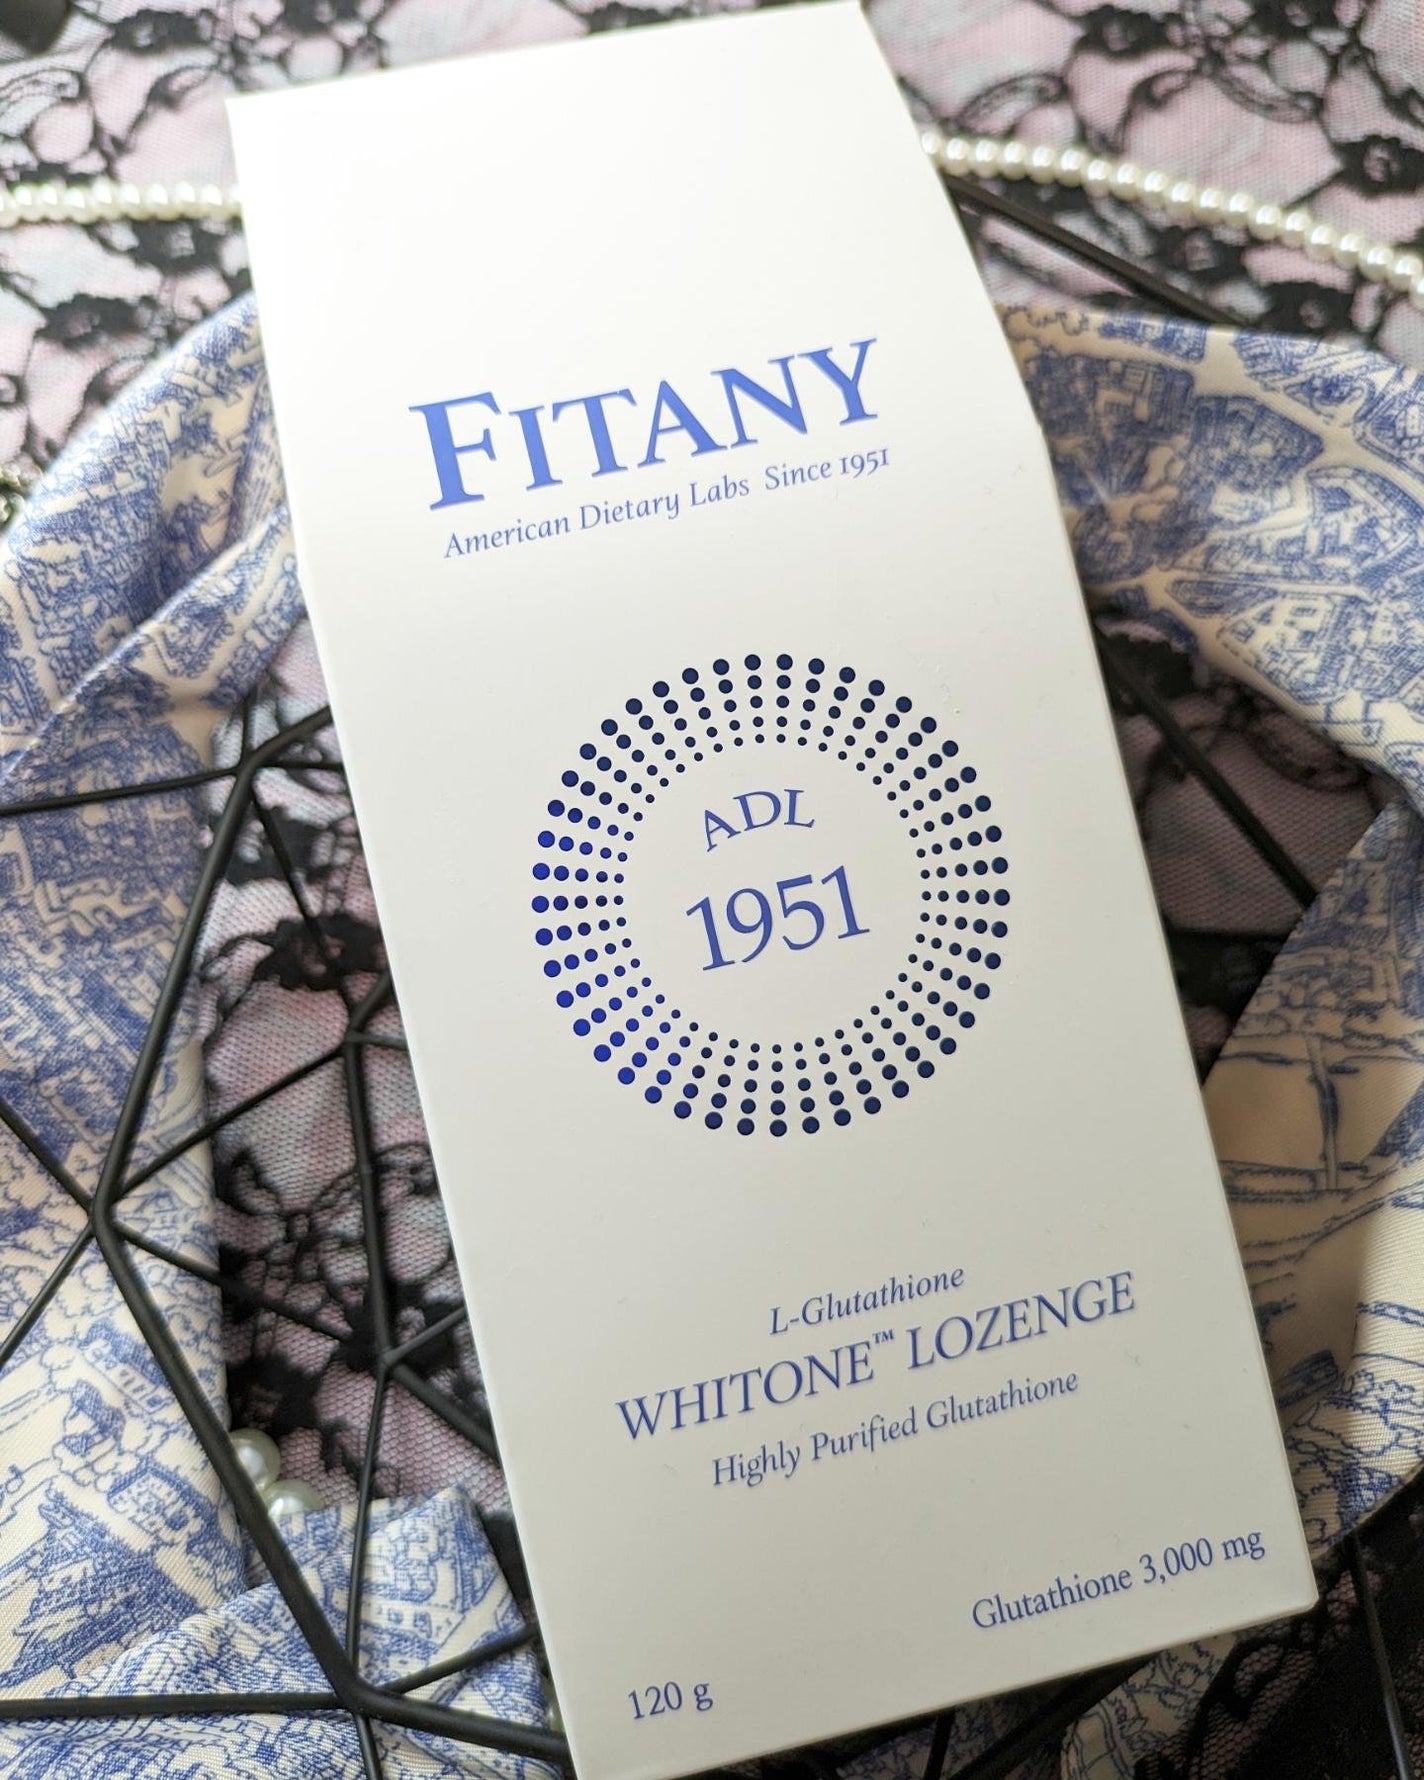 FITANY
American Dietary Labs Since 1951
ADL
1951
L-Glutathione
WHITONE™ LOZENGE
Highly Purified Glutathione
Glutathione 3,000 mg
120 g